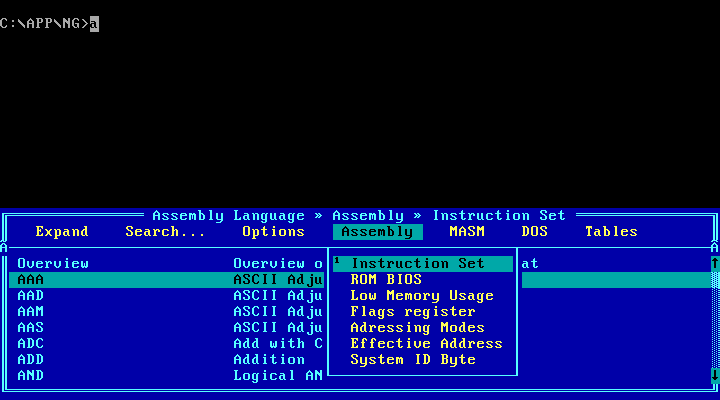 C:\APP\NG>a
Assembly Language » Assembly » Instruction Set
Expand Search... Options Assembly MASM DOS Tables
Overview Overview o ¹ Instruction Set at
AAA ASCII Adju ROM BIOS
AAD ASCII Adju Low Memory Usage
AAM ASCII Adju Flags register
AAS ASCII Adju Adressing Modes
ADC Add with C Effective Address
ADD Addition System ID Byte
AND Logical AN